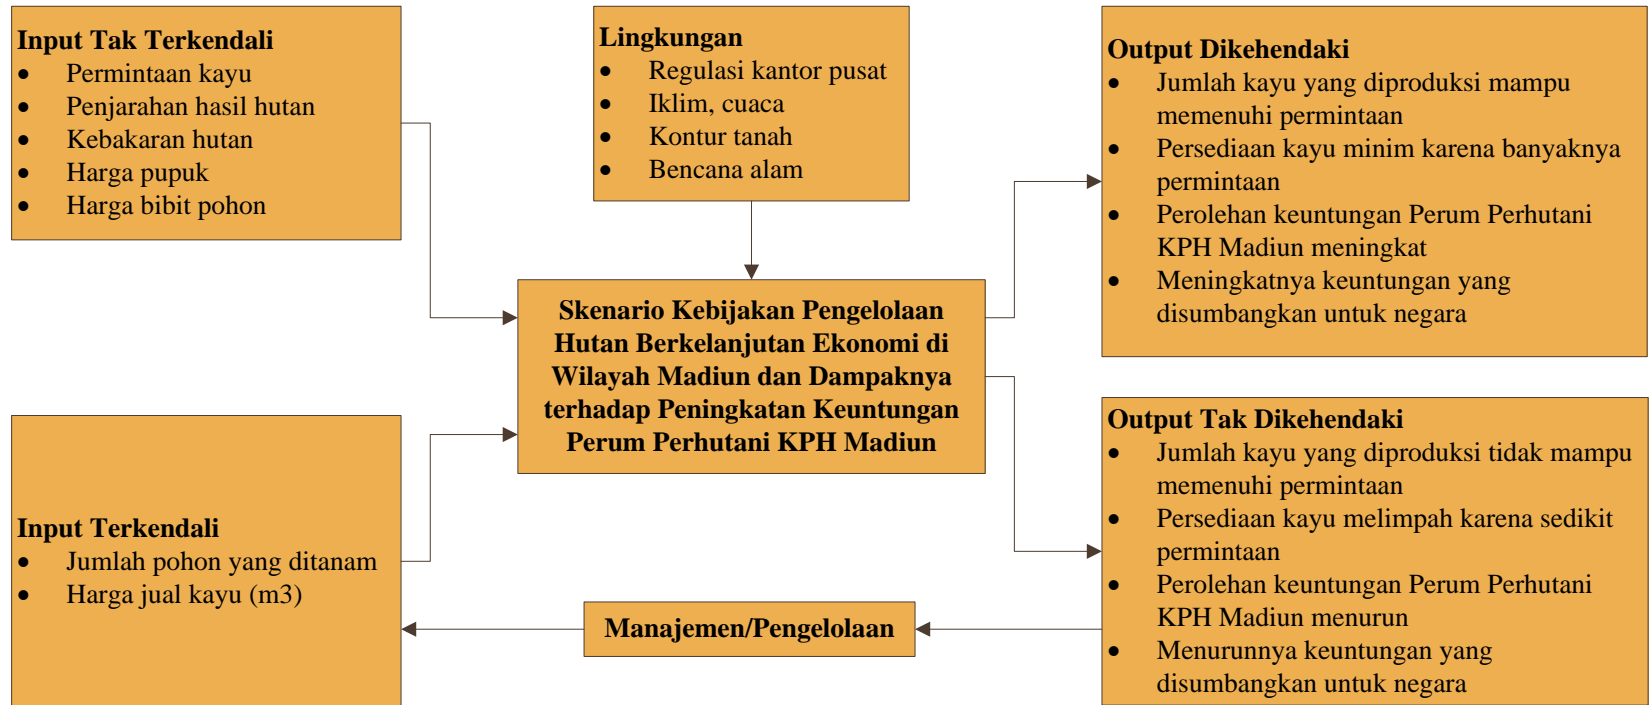 Input Tak Terkendali
• Permintaan kayu
• Penjarahan hasil hutan
• Kebakaran hutan
• Harga pupuk
• Harga bibit pohon
Lingkungan
• Regulasi kantor pusat
• Iklim, cuaca
• Kontur tanah
• Bencana alam
Output Dikehendaki
• Jumlah kayu yang diproduksi mampu
memenuhi permintaan
• Persediaan kayu minim karena banyaknya
permintaan
• Perolehan keuntungan Perum Perhutani
KPH Madiun meningkat
• Meningkatnya keuntungan yang
disumbangkan untuk negara
Skenario Kebijakan Pengelolaan
Hutan Berkelanjutan Ekonomi di
Wilayah Madiun dan Dampaknya
terhadap Peningkatan Keuntungan
Perum Perhutani KPH Madiun
Input Terkendali
• Jumlah pohon yang ditanam
• Harga jual kayu (m3)
Manajemen/Pengelolaan
Output Tak Dikehendaki
• Jumlah kayu yang diproduksi tidak mampu
memenuhi permintaan
• Persediaan kayu melimpah karena sedikit
permintaan
• Perolehan keuntungan Perum Perhutani
KPH Madiun menurun
• Menurunnya keuntungan yang
disumbangkan untuk negara